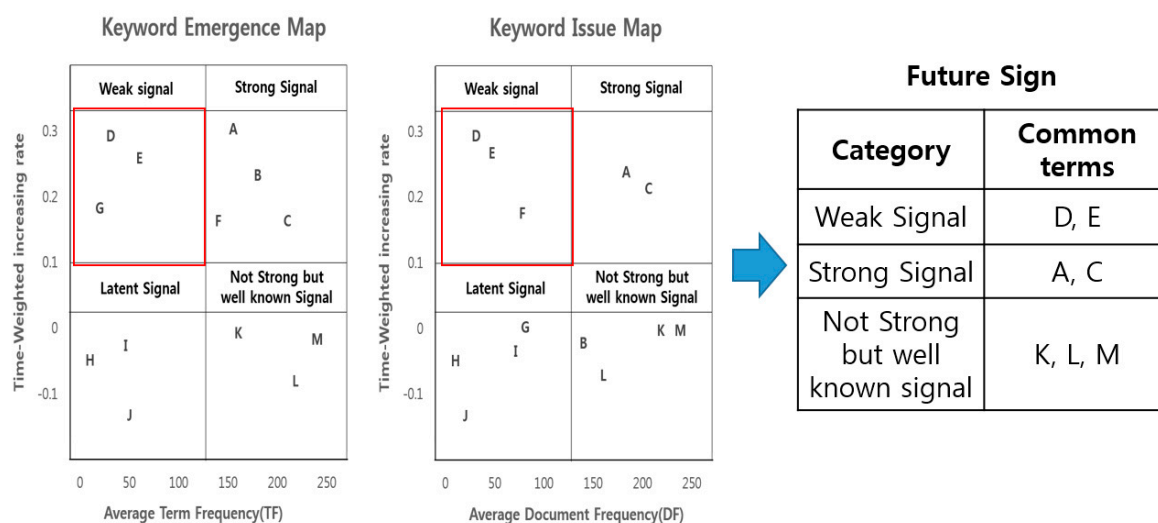 Keyword Emergence Map
Time-Weighted increasing rate
Weak signal
Strong Signal
0.3
D
A
E
B
0.2
G
F
C
0.1
Latent Signal
Not Strong but
well known Signal
0
K
M
I
H
L
-0.1
J
0 50 100 150 200 250
Average Term Frequency(TF)
Keyword Issue Map
Time-Weighted increasing rate
Weak signal
Strong Signal
0.3
D
E
A
C
0.2
F
0.1
Latent Signal
Not Strong but
well known Signal
0
G
K M
B
I
H
L
-0.1
J
0 50 100 150 200 250
Average Document Frequency(DF)
Future Sign
Category
Common
terms
Weak Signal
D, E
Strong Signal
A, C
Not Strong
but well
known signal
K, L, M